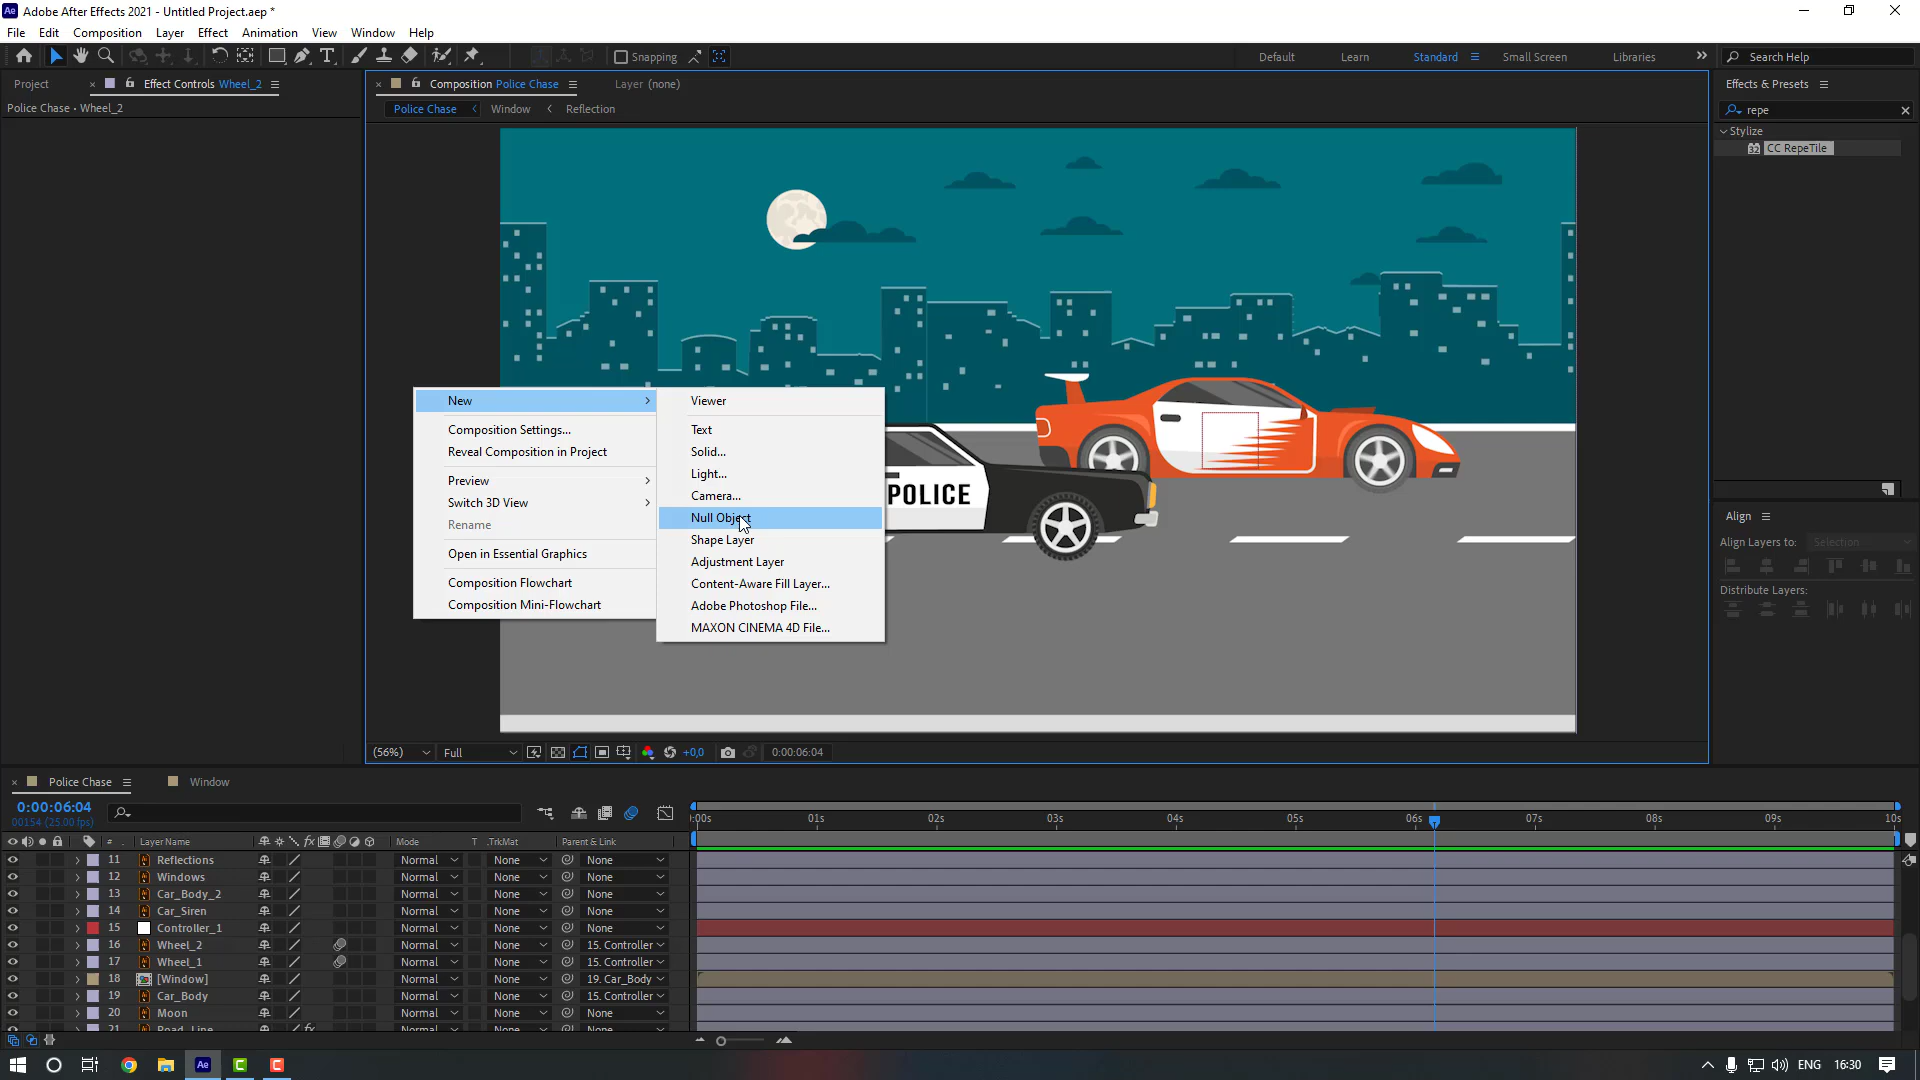 Adobe After Effects 2021 - Untitled Project.aep *
File Edit Composition Layer Effect Animation View Window Help
Snapping
Default Learn Standard Small Screen Libraries
Search Help
Project
Effect Controls Wheel_2
Police Chase • Wheel_2
Composition Police Chase
Layer (none)
Police Chase Window Reflection
Effects & Presets
repe
Stylize
CC RepeTile
New
Composition Settings...
Reveal Composition in Project
Preview
Switch 3D View
Rename
Open in Essential Graphics
Composition Flowchart
Composition Mini-Flowchart
Viewer
Text
Solid...
Light...
Camera...
Null Object
Shape Layer
Adjustment Layer
Content-Aware Fill Layer...
Adobe Photoshop File...
MAXON CINEMA 4D File...
POLICE
Align
Align Layers to: Selection
Distribute Layers:
(56%) Full +0,0 0:00:06:04
Police Chase Window
0:00:06:04
00154 (25.00 fps)
:00s 01s 02s 03s 04s 05s 06s 07s 08s 09s 10s
# Layer Name Mode T .TrkMat Parent & Link
11 Reflections Normal None None
12 Windows Normal None None
13 Car_Body_2 Normal None None
14 Car_Siren Normal None None
15 Controller_1 Normal None None
16 Wheel_2 Normal None 15. Controller
17 Wheel_1 Normal None 15. Controller
18 [Window] Normal None 19. Car_Body
19 Car_Body Normal None 15. Controller
20 Moon Normal None None
21 Road_Line Normal None None
Ae ENG 16:30